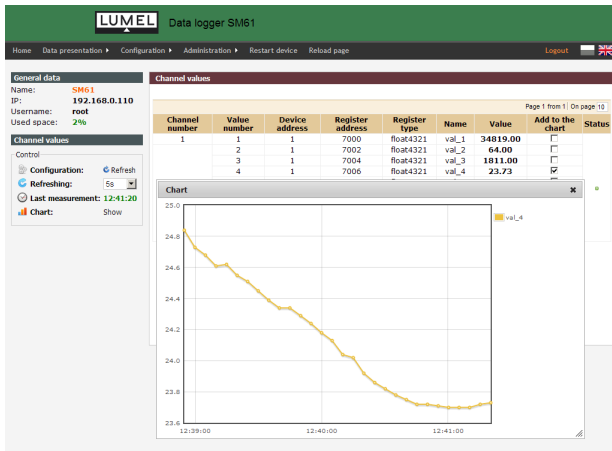 LUMEL Data logger SM61
Home Data presentation Configuration Administration Restart device Reload page Logout
General data
Name: SM61
IP: 192.168.0.110
Username: root
Used space: 2%
Channel values
Control
Configuration: Refresh
Refreshing: 5s
Last measurement: 12:41:20
Chart: Show
Channel values
Page 1 from 1 On page 10
Channel number Value number Device address Register address Register type Name Value Add to the chart Status
1 1 1 7000 float4321 val_1 34819.00
2 1 7002 float4321 val_2 64.00
3 1 7004 float4321 val_3 1811.00
4 1 7006 float4321 val_4 23.73
Chart
25.0
24.8
24.6
24.4
24.2
24.0
23.8
23.6
12:39:00 12:40:00 12:41:00
val_4